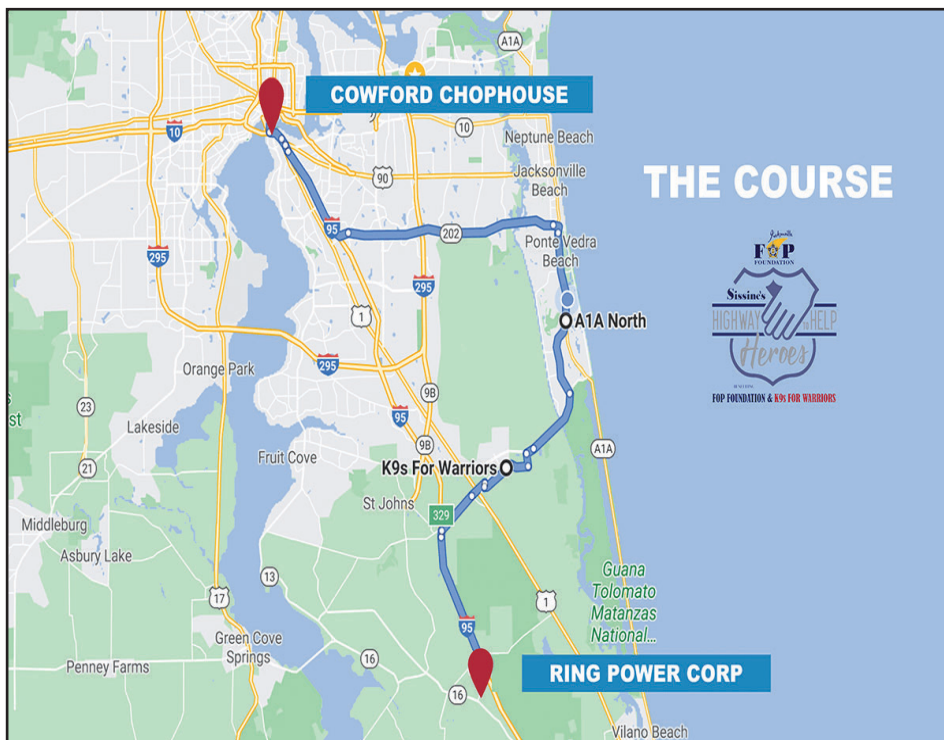 A1A
COWFORD CHOPHOUSE
10
10
Neptune Beach
90
Jacksonville
Beach
THE COURSE
95
202
Ponte Vedra
Beach
295
295
1
A1A North
FOP
FOUNDATION
Sissine's
HIGHWAY TO HELP
Heroes
FOP FOUNDATION & K9s FOR WARRIORS
295
Orange Park
9B
23
95
Lakeside
9B
A1A
st
21
Fruit Cove
K9s For Warriors
St Johns
329
Middleburg
Asbury Lake
13
Guana
Tolomato
Matanzas
National...
17
1
95
Green Cove
Springs
16
Penney Farms
RING POWER CORP
16
Vilano Beach